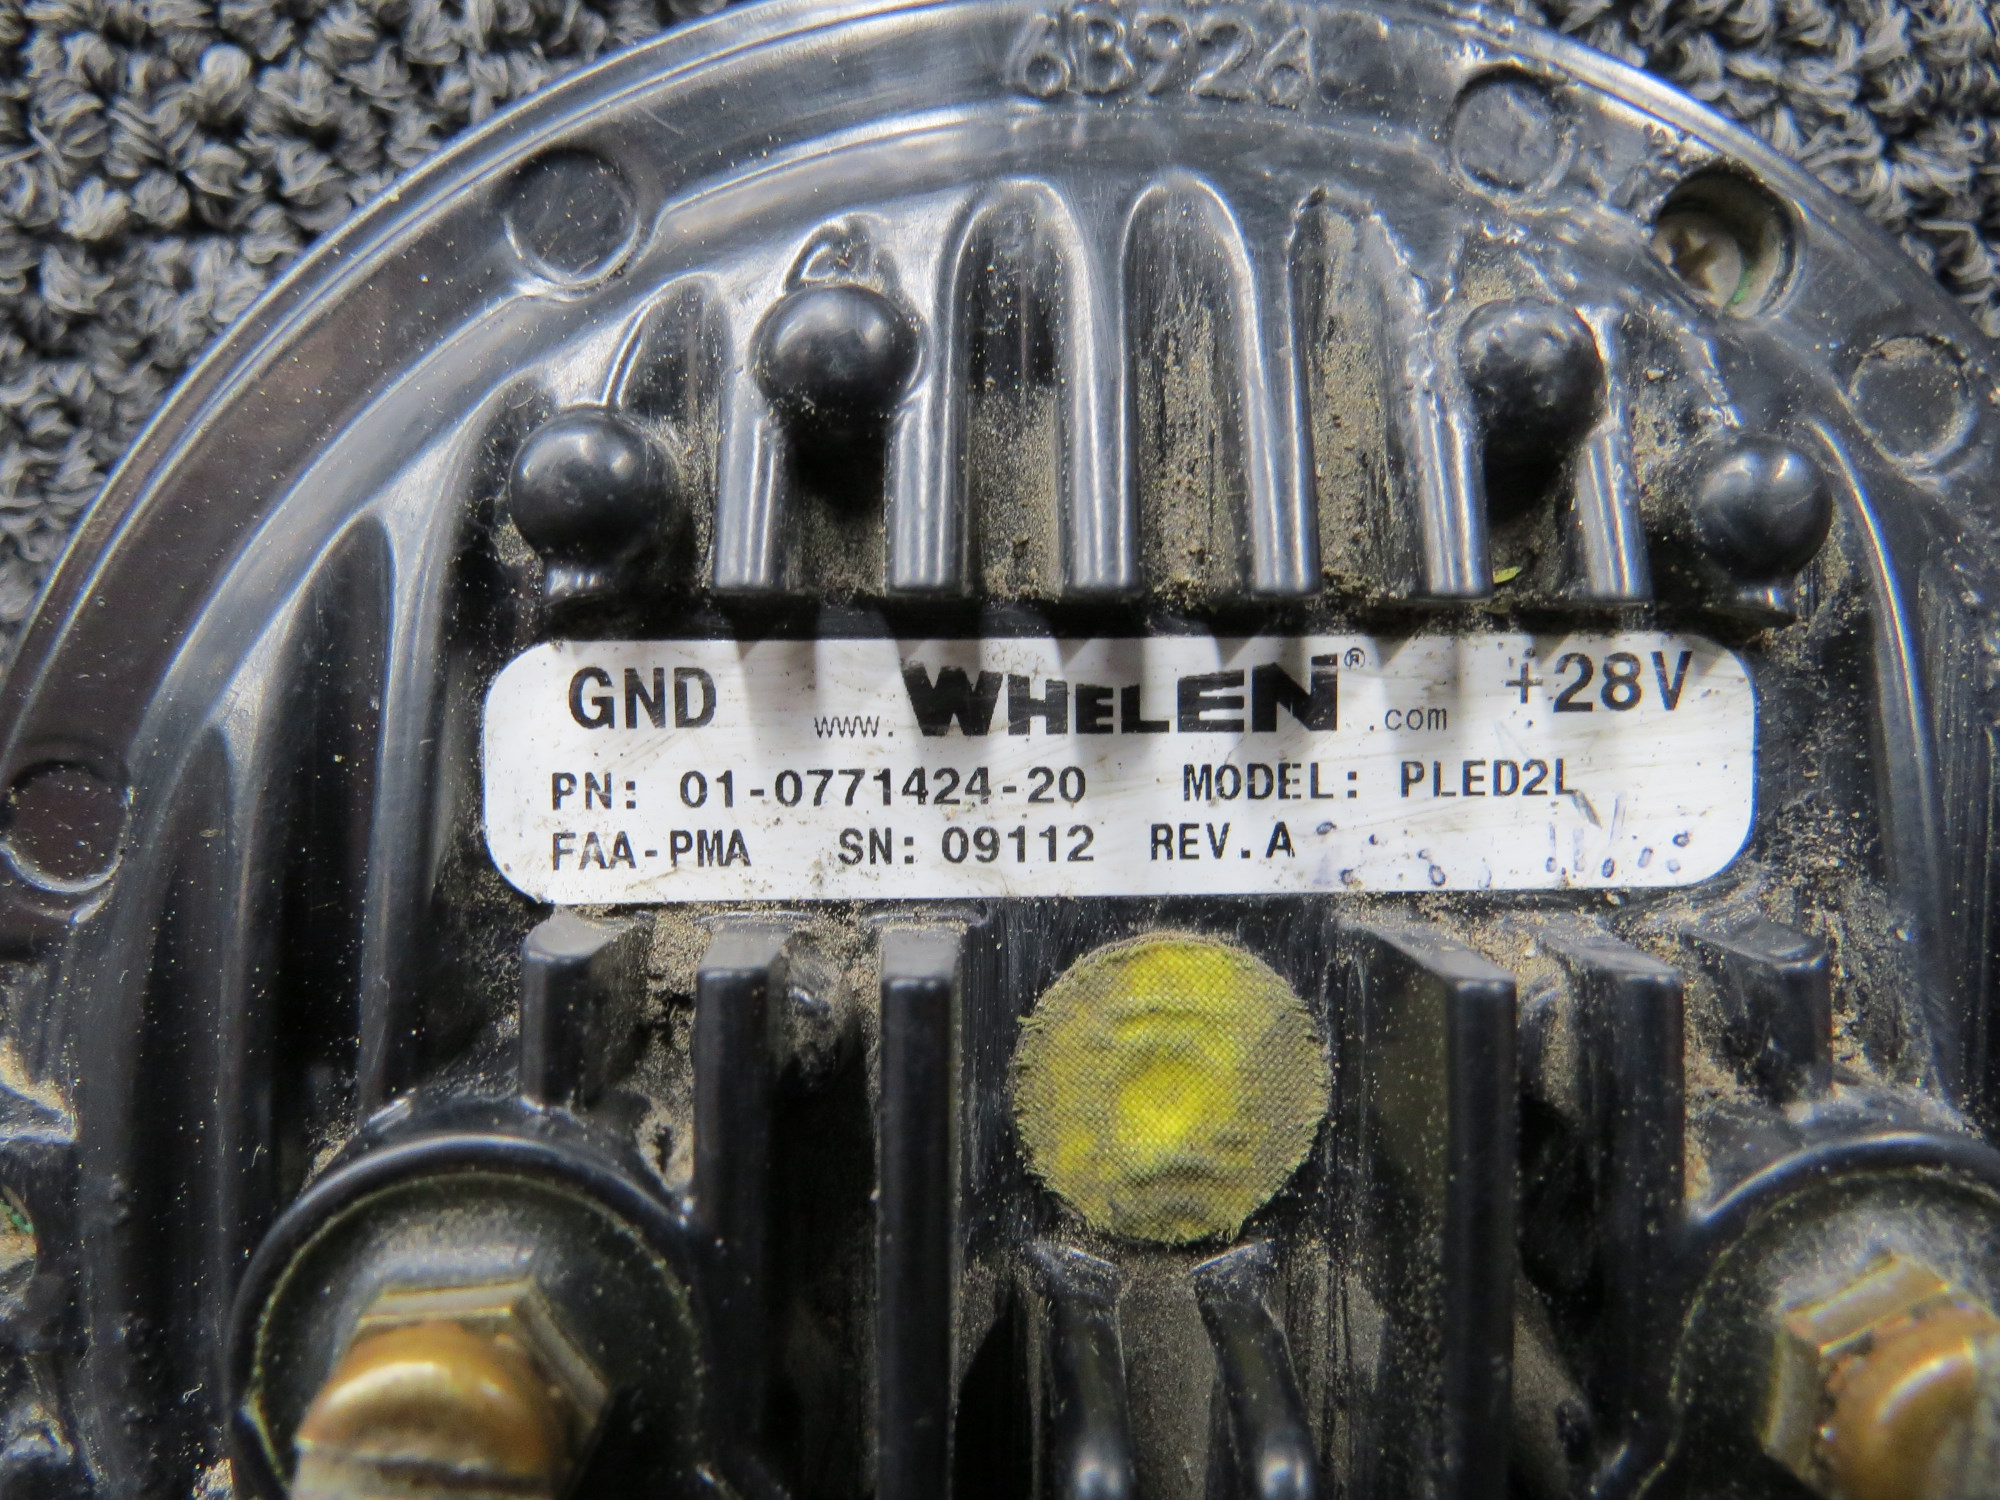 6B926
GND www.WHELEN®.com +28V
PN: 01-0771424-20 MODEL: PLED2L
FAA-PMA SN: 09112 REV.A